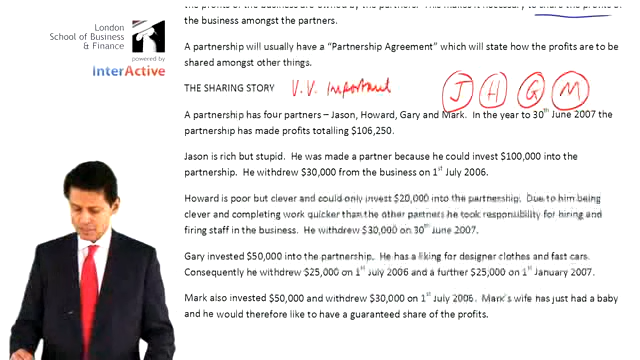 London
School of Business
& Finance
powered by
InterActive
the profits of the business are owned by the partners. This makes it necessary to share the profits of
the business amongst the partners.
A partnership will usually have a "Partnership Agreement" which will state how the profits are to be
shared amongst other things.
THE SHARING STORY V.V. Important J H G M
A partnership has four partners – Jason, Howard, Gary and Mark. In the year to 30th June 2007 the
partnership has made profits totalling $106,250.
Jason is rich but stupid. He was made a partner because he could invest $100,000 into the
partnership. He withdrew $30,000 from the business on 1st July 2006.
Howard is poor but clever and could only invest $20,000 into the partnership. Due to him being
clever and completing work quicker than the other partners he took responsibility for hiring and
firing staff in the business. He withdrew $30,000 on 30th June 2007.
Gary invested $50,000 into the partnership. He has a liking for designer clothes and fast cars.
Consequently he withdrew $25,000 on 1st July 2006 and a further $25,000 on 1st January 2007.
Mark also invested $50,000 and withdrew $30,000 on 1st July 2006. Mark's wife has just had a baby
and he would therefore like to have a guaranteed share of the profits.